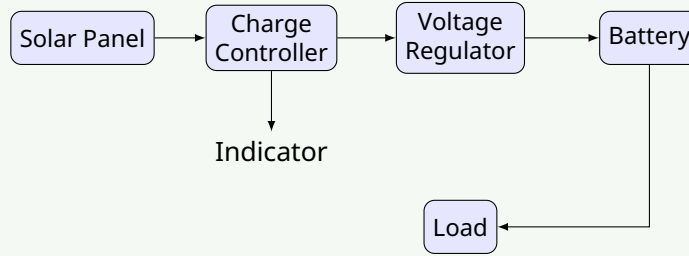 Solar Panel
Charge
Controller
Voltage
Regulator
Battery
Indicator
Load